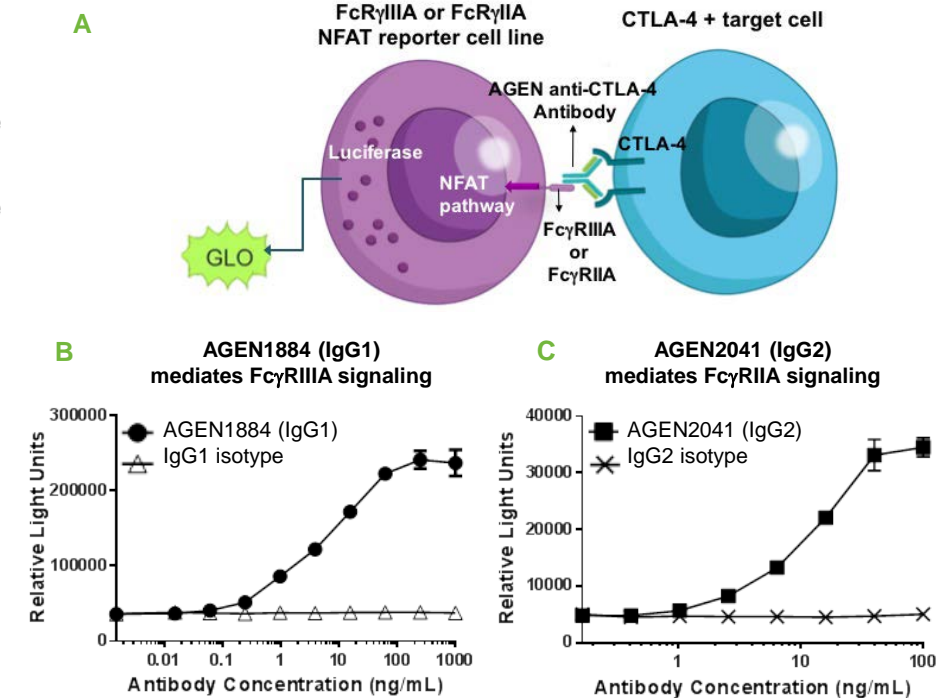 A
FcRγIIIA or FcRγIIA
NFAT reporter cell line
CTLA-4 + target cell
AGEN anti-CTLA-4
Antibody
CTLA-4
Luciferase
NFAT
pathway
FcγRIIIA
or
FcγRIIA
GLO
B
AGEN1884 (IgG1)
mediates FcγRIIIA signaling
300000
200000
100000
0
Relative Light Units
AGEN1884 (IgG1)
IgG1 isotype
0.01 0.1 1 10 100 1000
Antibody Concentration (ng/mL)
C
AGEN2041 (IgG2)
mediates FcγRIIA signaling
40000
30000
20000
10000
0
Relative Light Units
AGEN2041 (IgG2)
IgG2 isotype
1 10 100
Antibody Concentration (ng/mL)